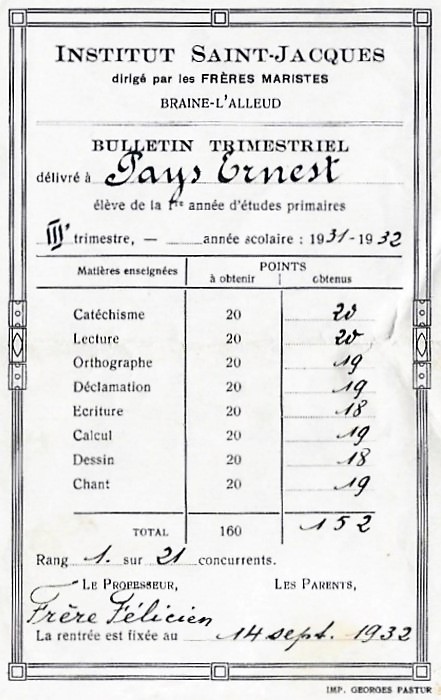 INSTITUT SAINT-JACQUES
dirigé par les FRÈRES MARISTES
BRAINE-L'ALLEUD
BULLETIN TRIMESTRIEL
délivré à Pays Ernest
élève de la 1re année d'études primaires
III trimestre, — année scolaire : 1931-1932
Matières enseignées POINTS
à obtenir obtenus
Catéchisme 20 20
Lecture 20 20
Orthographe 20 19
Déclamation 20 19
Ecriture 20 18
Calcul 20 19
Dessin 20 18
Chant 20 19
TOTAL 160 152
Rang 1. sur 21 concurrents.
LE PROFESSEUR, LES PARENTS,
Frère Félicien
La rentrée est fixée au 14 sept. 1932
IMP. GEORGES PASTUR